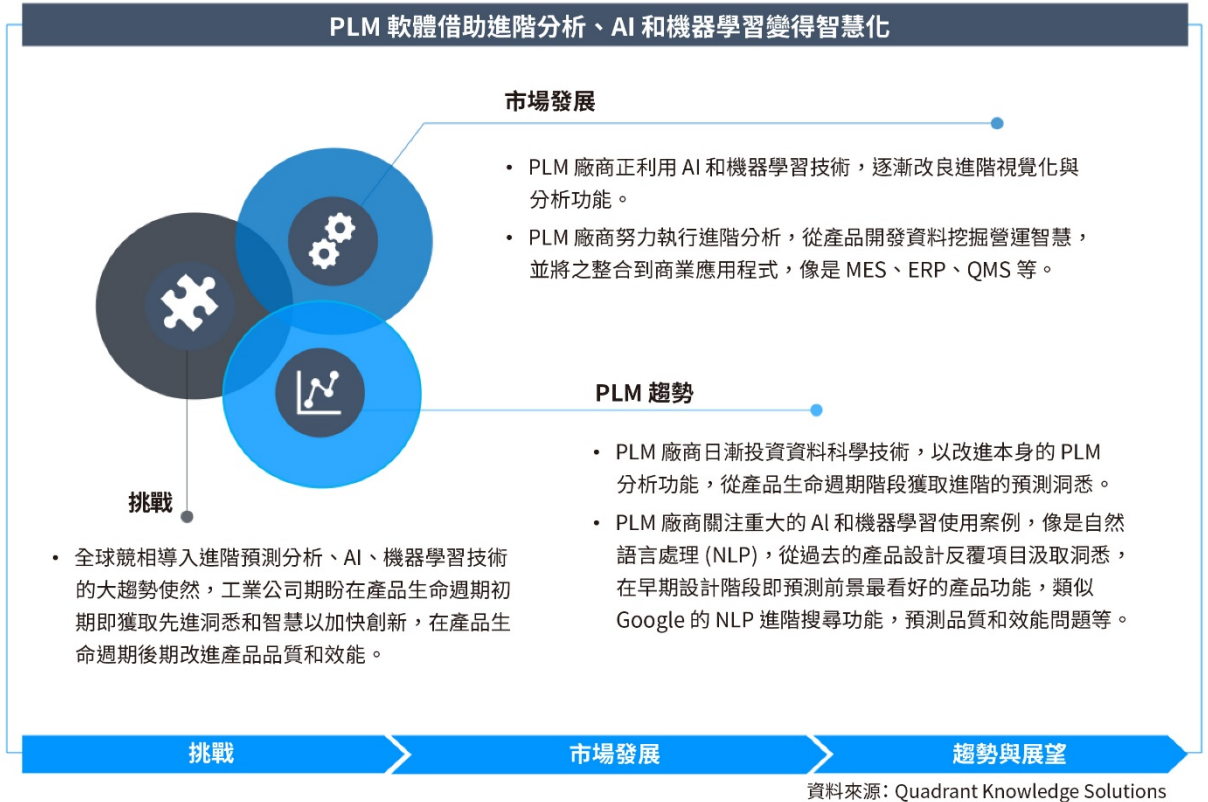 PLM 軟體借助進階分析、AI 和機器學習變得智慧化
市場發展
• PLM 廠商正利用 AI 和機器學習技術，逐漸改良進階視覺化與
分析功能。
• PLM 廠商努力執行進階分析，從產品開發資料挖掘營運智慧，
並將之整合到商業應用程式，像是 MES、ERP、QMS 等。
PLM 趨勢
• PLM 廠商日漸投資資料科學技術，以改進本身的 PLM
分析功能，從產品生命週期階段獲取進階的預測洞悉。
• PLM 廠商關注重大的 AI 和機器學習使用案例，像是自然
語言處理 (NLP)，從過去的產品設計反覆項目汲取洞悉，
在早期設計階段即預測前景最看好的產品功能，類似
Google 的 NLP 進階搜尋功能，預測品質和效能問題等。
挑戰
• 全球競相導入進階預測分析、AI、機器學習技術
的大趨勢使然，工業公司期盼在產品生命週期初
期即獲取先進洞悉和智慧以加快創新，在產品生
命週期後期改進產品品質和效能。
挑戰
市場發展
趨勢與展望
資料來源：Quadrant Knowledge Solutions